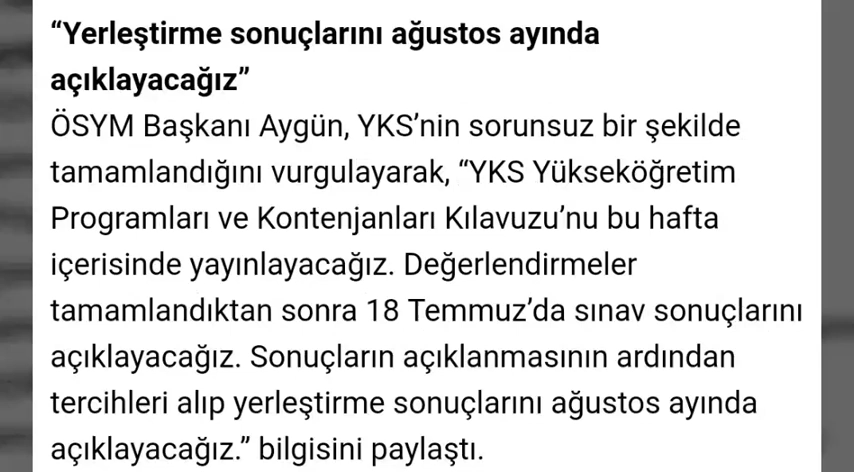 “Yerleştirme sonuçlarını ağustos ayında
açıklayacağız”
ÖSYM Başkanı Aygün, YKS’nin sorunsuz bir şekilde
tamamlandığını vurgulayarak, “YKS Yükseköğretim
Programları ve Kontenjanları Kılavuzu’nu bu hafta
içerisinde yayınlayacağız. Değerlendirmeler
tamamlandıktan sonra 18 Temmuz’da sınav sonuçlarını
açıklayacağız. Sonuçların açıklanmasının ardından
tercihleri alıp yerleştirme sonuçlarını ağustos ayında
açıklayacağız.” bilgisini paylaştı.